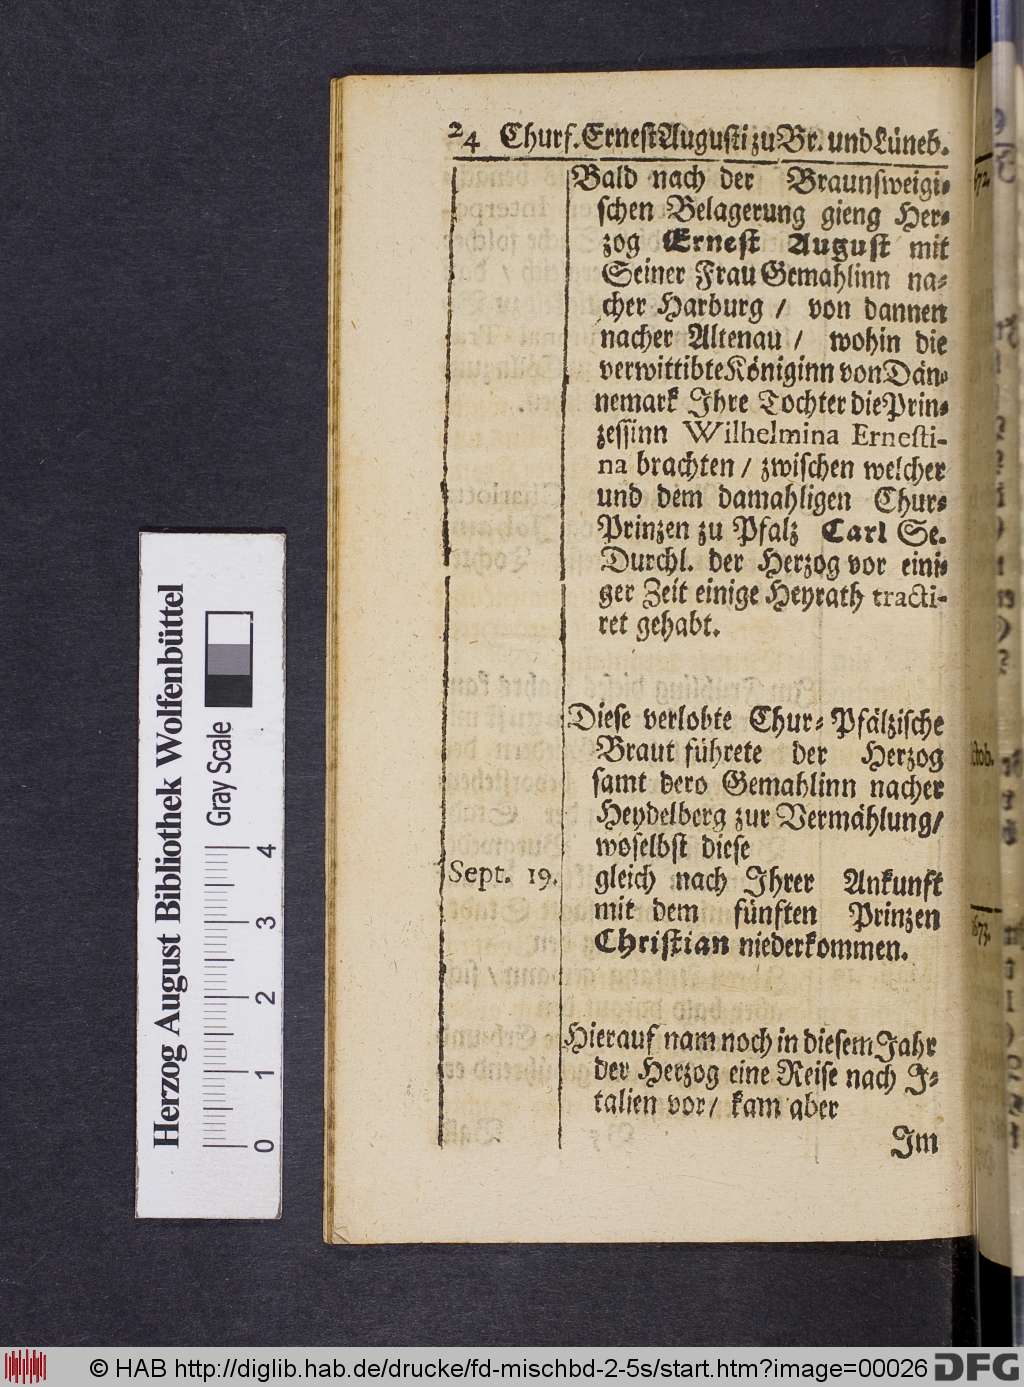 24 Churf. Ernest Augusti zu Br. und Lüneb.
Bald nach der Braunsweigi-
schen Belagerung gieng Her-
zog Ernest August mit
Seiner Frau Gemahlinn na-
cher Harburg / von dannen
nacher Altenau / wohin die
verwittibte Königinn von Dän-
nemark Ihre Tochter die Prin-
zessinn Wilhelmina Ernesti-
na brachten / zwischen welcher
und dem damahligen Chur-
Prinzen zu Pfalz Carl Se.
Durchl. der Herzog vor eini-
ger Zeit einige Heyrath tracti-
ret gehabt.
Diese verlobte Chur-Pfälzische
Braut führete der Herzog
samt dero Gemahlinn nacher
Heydelberg zur Vermählung/
woselbst diese
Sept. 19. gleich nach Ihrer Ankunft
mit dem fünften Prinzen
Christian niederkommen.
Hierauf nam noch in diesem Jahr
der Herzog eine Reise nach I-
talien vor/ kam aber
Im
Herzog August Bibliothek Wolfenbüttel
Gray Scale
0 1 2 3 4
© HAB http://diglib.hab.de/drucke/fd-mischbd-2-5s/start.htm?image=00026
DFG